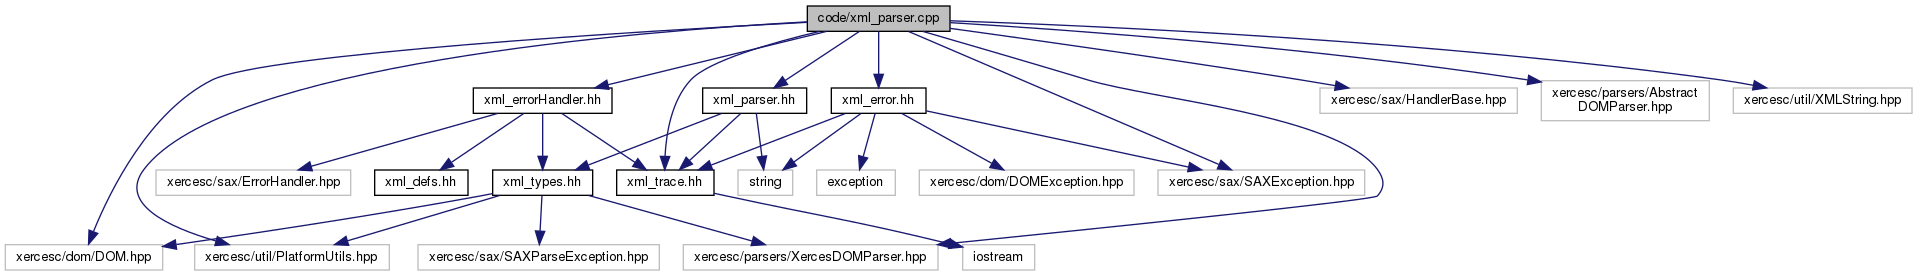 code/xml_parser.cpp
xml_errorHandler.hh
xml_parser.hh
xml_error.hh
xercesc/sax/HandlerBase.hpp
xercesc/parsers/Abstract
DOMParser.hpp
xercesc/util/XMLString.hpp
xercesc/sax/ErrorHandler.hpp
xml_defs.hh
xml_types.hh
xml_trace.hh
string
exception
xercesc/dom/DOMException.hpp
xercesc/sax/SAXException.hpp
xercesc/dom/DOM.hpp
xercesc/util/PlatformUtils.hpp
xercesc/sax/SAXParseException.hpp
xercesc/parsers/XercesDOMParser.hpp
iostream